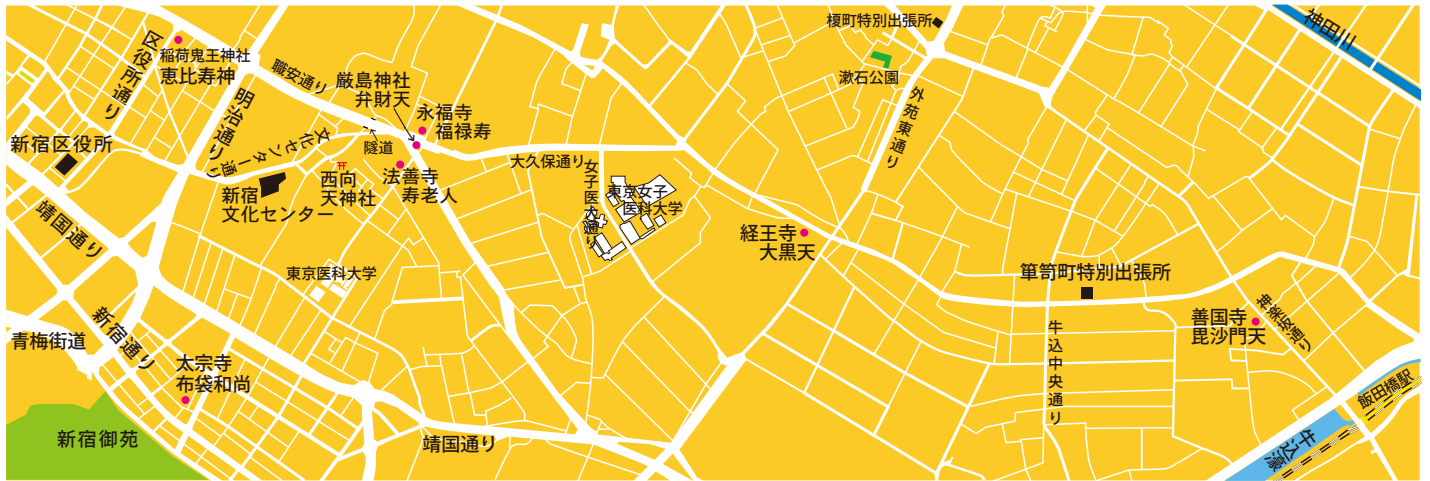 区役所通り
稲荷鬼王神社
恵比寿神
職安通り
明治通り
厳島神社
弁財天
永福寺
福禄寿
文化センター通り
隧道
新宿区役所
西向
天神社
法善寺
寿老人
新宿
文化センター
大久保通り
女子医大通り
東京女子
医科大学
榎町特別出張所
漱石公園
外苑東通り
神田川
靖国通り
東京医科大学
経王寺
大黒天
箪笥町特別出張所
善国寺
毘沙門天
神楽坂通り
牛込中央通り
青梅街道
新宿通り
太宗寺
布袋和尚
新宿御苑
靖国通り
飯田橋駅
牛込濠